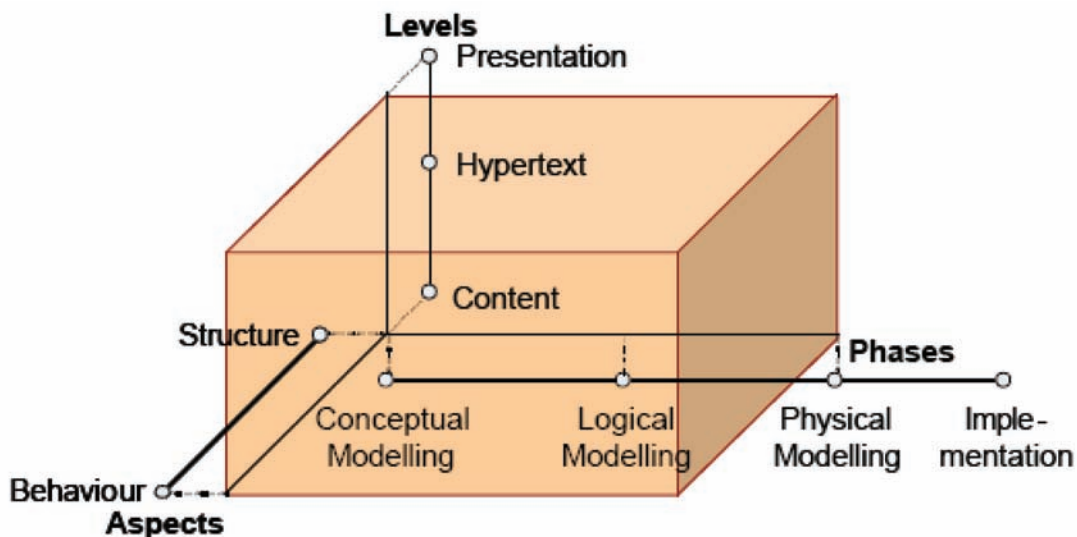 Levels
Presentation
Hypertext
Content
Structure
Phases
Conceptual
Modelling
Logical
Modelling
Physical
Modelling
Imple-
mentation
Behaviour
Aspects